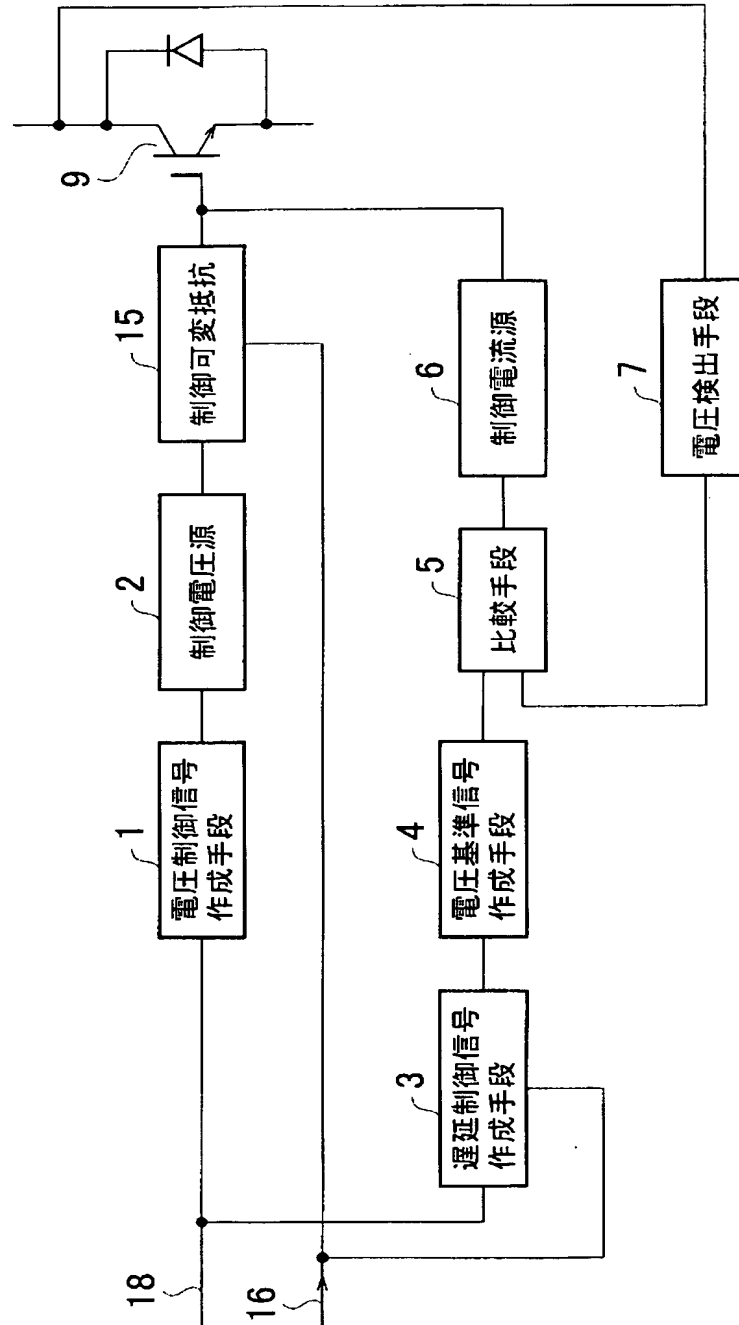 18
16
1
電圧制御信号
作成手段
2
制御電圧源
15
制御可変抵抗
9
3
遅延制御信号
作成手段
4
電圧基準信号
作成手段
5
比較手段
6
制御電流源
7
電圧検出手段